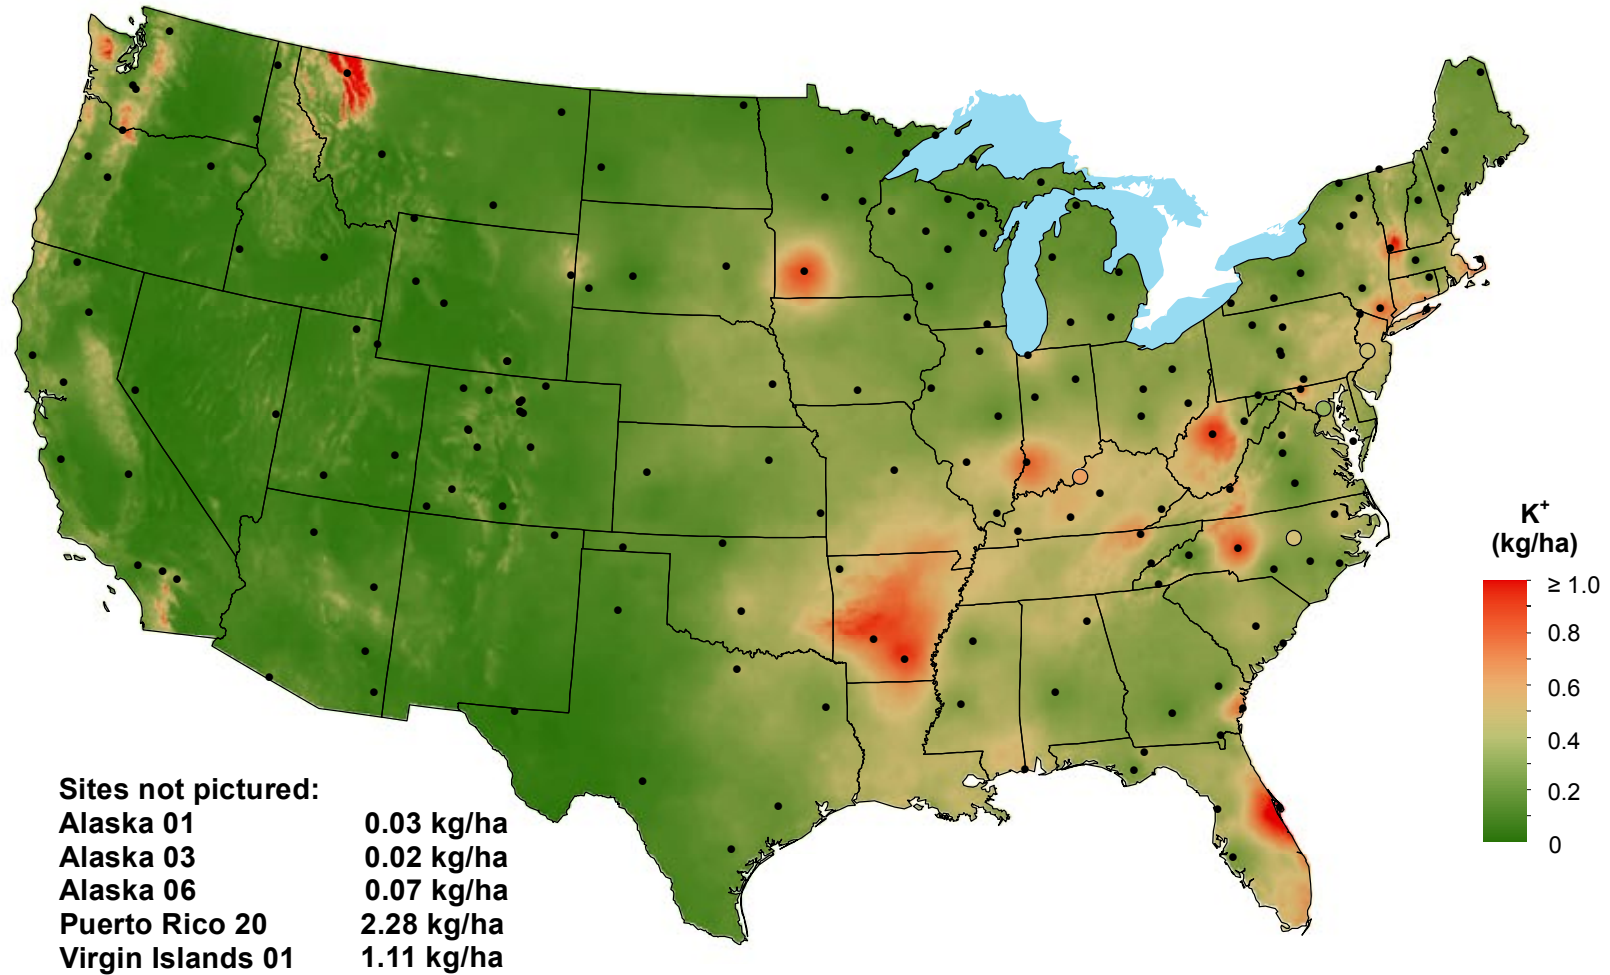 K+
(kg/ha)
≥ 1.0
0.8
0.6
0.4
0.2
0
Sites not pictured:
Alaska 01 0.03 kg/ha
Alaska 03 0.02 kg/ha
Alaska 06 0.07 kg/ha
Puerto Rico 20 2.28 kg/ha
Virgin Islands 01 1.11 kg/ha